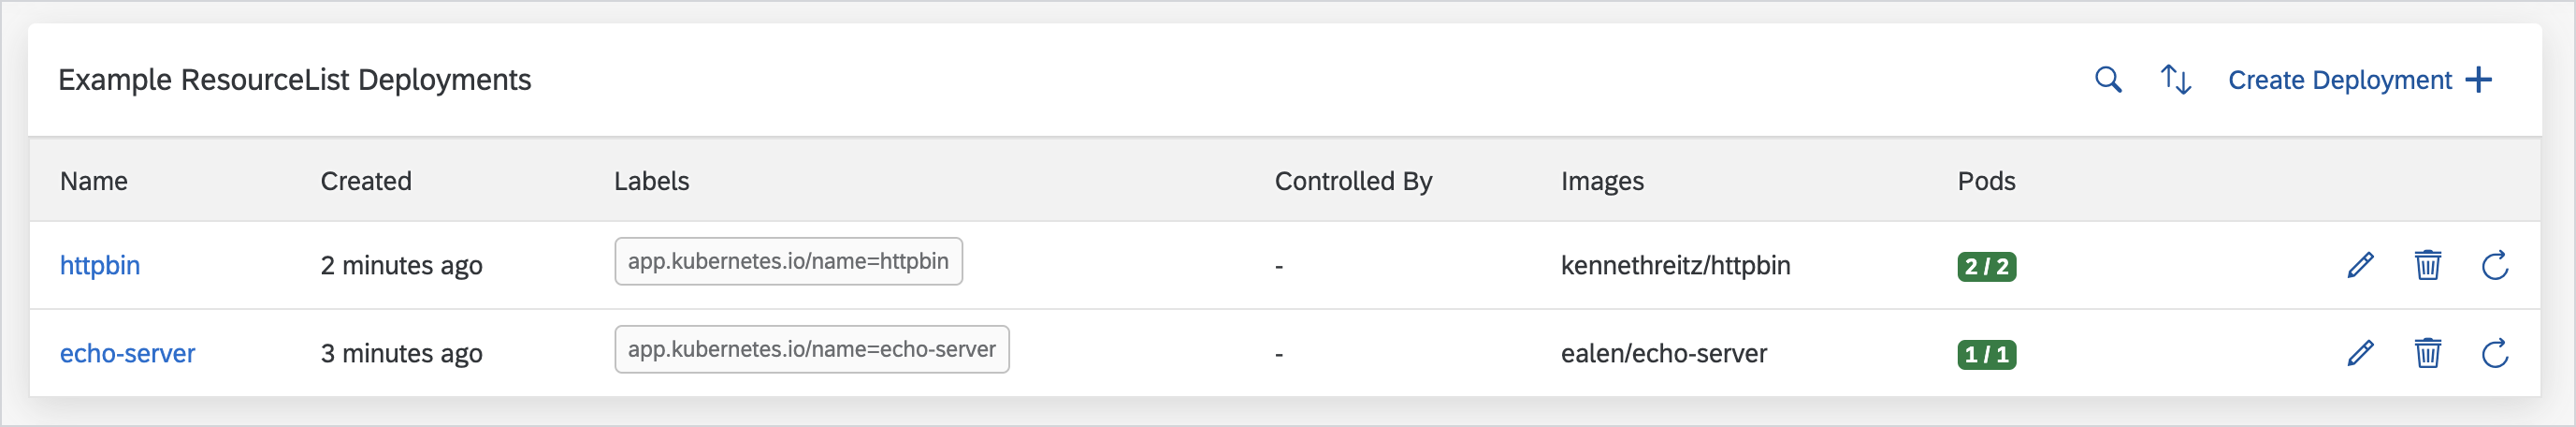 Example ResourceList Deployments Create Deployment
Name Created Labels Controlled By Images Pods
httpbin 2 minutes ago app.kubernetes.io/name=httpbin - kennethreitz/httpbin 2 / 2
echo-server 3 minutes ago app.kubernetes.io/name=echo-server - ealen/echo-server 1 / 1